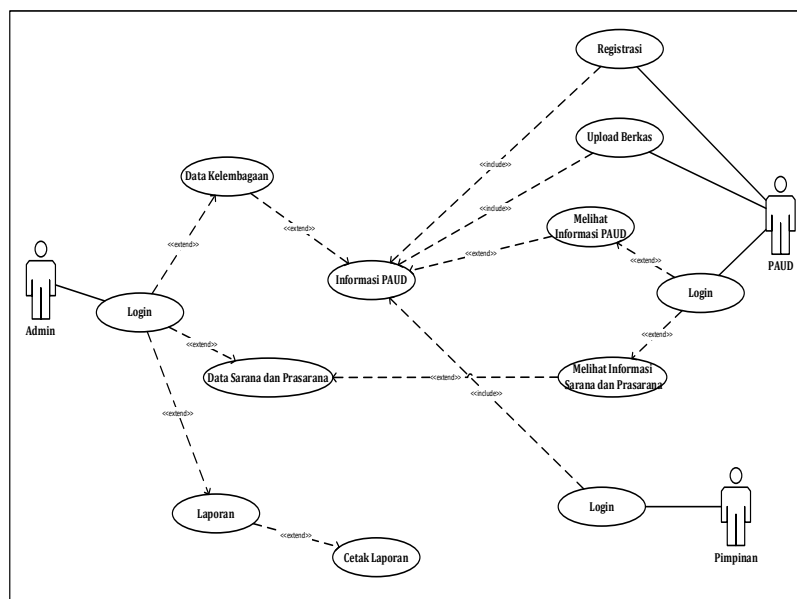 Registrasi
<<include>>
Upload Berkas
<<include>>
Data Kelembagaan
Melihat
Informasi PAUD
<<extend>>
<<extend>>
<<extend>>
PAUD
<<extend>>
Informasi PAUD
Login
Login
Admin
<<extend>>
<<extend>>
Data Sarana dan Prasarana
<<extend>>
Melihat Informasi
Sarana dan Prasarana
<<include>>
<<extend>>
Login
Laporan
<<extend>>
Cetak Laporan
Pimpinan